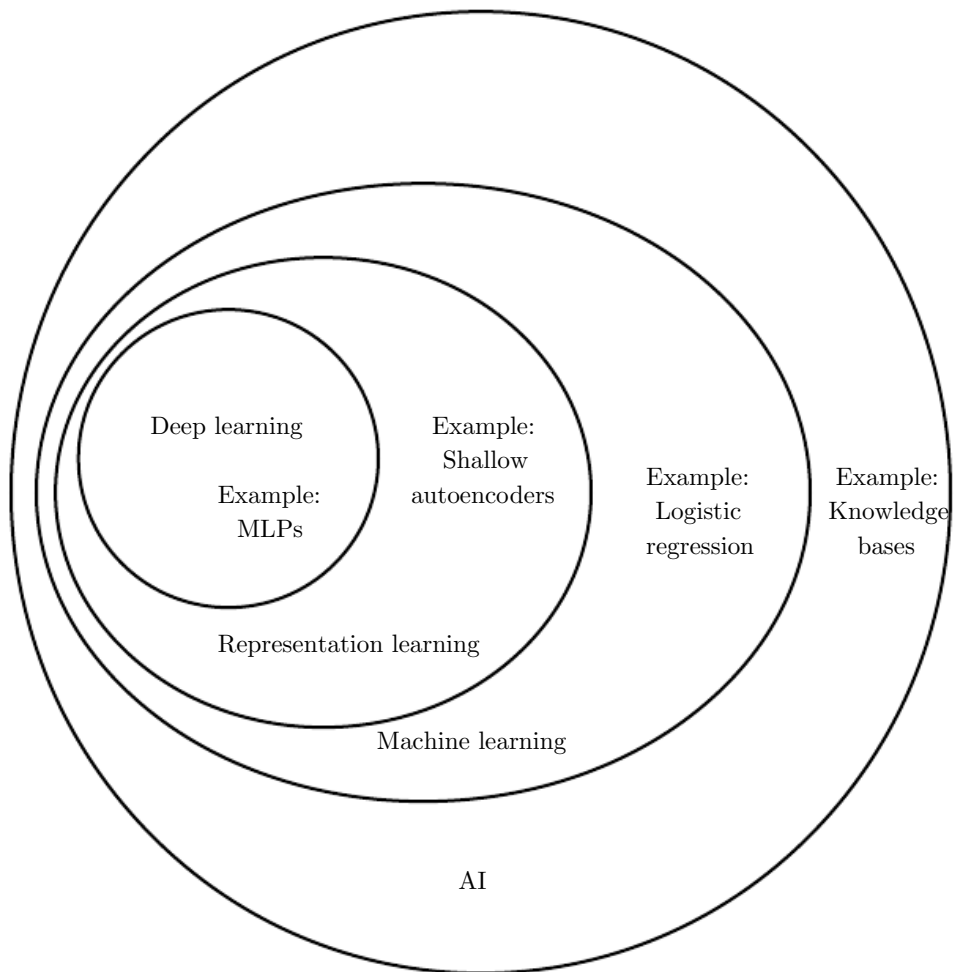 Deep learning
Example:
MLPs
Example:
Shallow
autoencoders
Example:
Logistic
regression
Example:
Knowledge
bases
Representation learning
Machine learning
AI